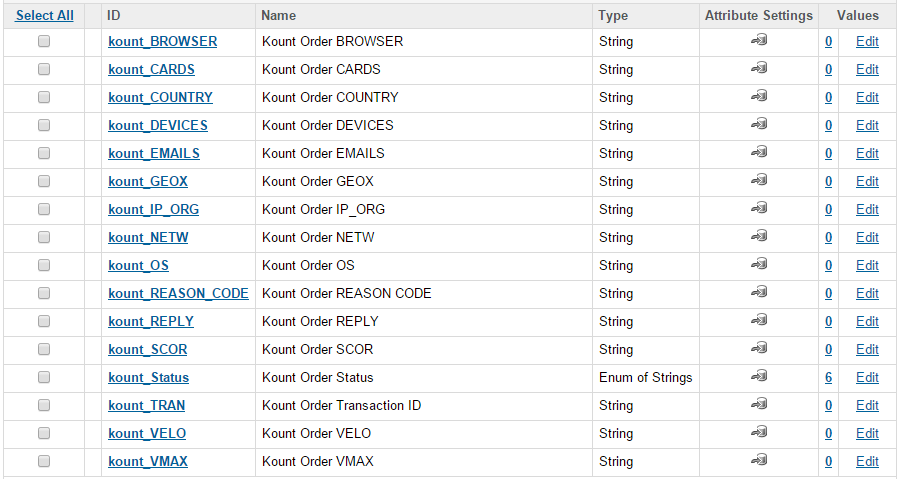 Select All ID Name Type Attribute Settings Values
kount_BROWSER Kount Order BROWSER String 0 Edit
kount_CARDS Kount Order CARDS String 0 Edit
kount_COUNTRY Kount Order COUNTRY String 0 Edit
kount_DEVICES Kount Order DEVICES String 0 Edit
kount_EMAILS Kount Order EMAILS String 0 Edit
kount_GEOX Kount Order GEOX String 0 Edit
kount_IP_ORG Kount Order IP_ORG String 0 Edit
kount_NETW Kount Order NETW String 0 Edit
kount_OS Kount Order OS String 0 Edit
kount_REASON_CODE Kount Order REASON CODE String 0 Edit
kount_REPLY Kount Order REPLY String 0 Edit
kount_SCOR Kount Order SCOR String 0 Edit
kount_Status Kount Order Status Enum of Strings 6 Edit
kount_TRAN Kount Order Transaction ID String 0 Edit
kount_VELO Kount Order VELO String 0 Edit
kount_VMAX Kount Order VMAX String 0 Edit